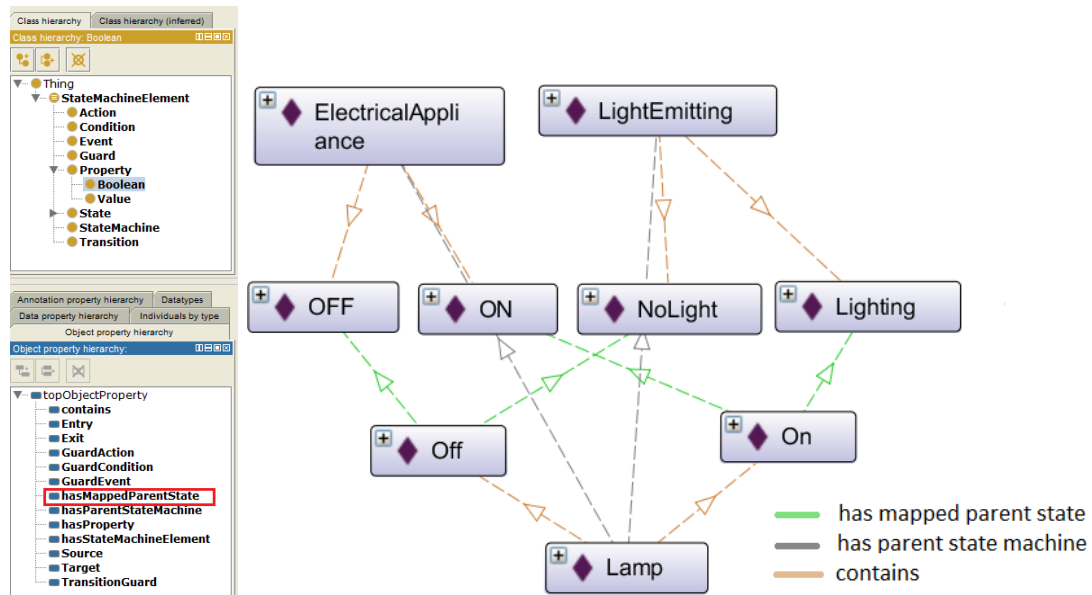 Class hierarchy
Class hierarchy (inferred)
Class hierarchy: Boolean
Thing
StateMachineElement
Action
Condition
Event
Guard
Property
Boolean
Value
State
StateMachine
Transition
Annotation property hierarchy
Datatypes
Data property hierarchy
Individuals by type
Object property hierarchy
Object property hierarchy:
topObjectProperty
contains
Entry
Exit
GuardAction
GuardCondition
GuardEvent
hasMappedParentState
hasParentStateMachine
hasProperty
hasStateMachineElement
Source
Target
TransitionGuard
ElectricalAppli
ance
LightEmitting
OFF
ON
NoLight
Lighting
Off
On
Lamp
has mapped parent state
has parent state machine
contains